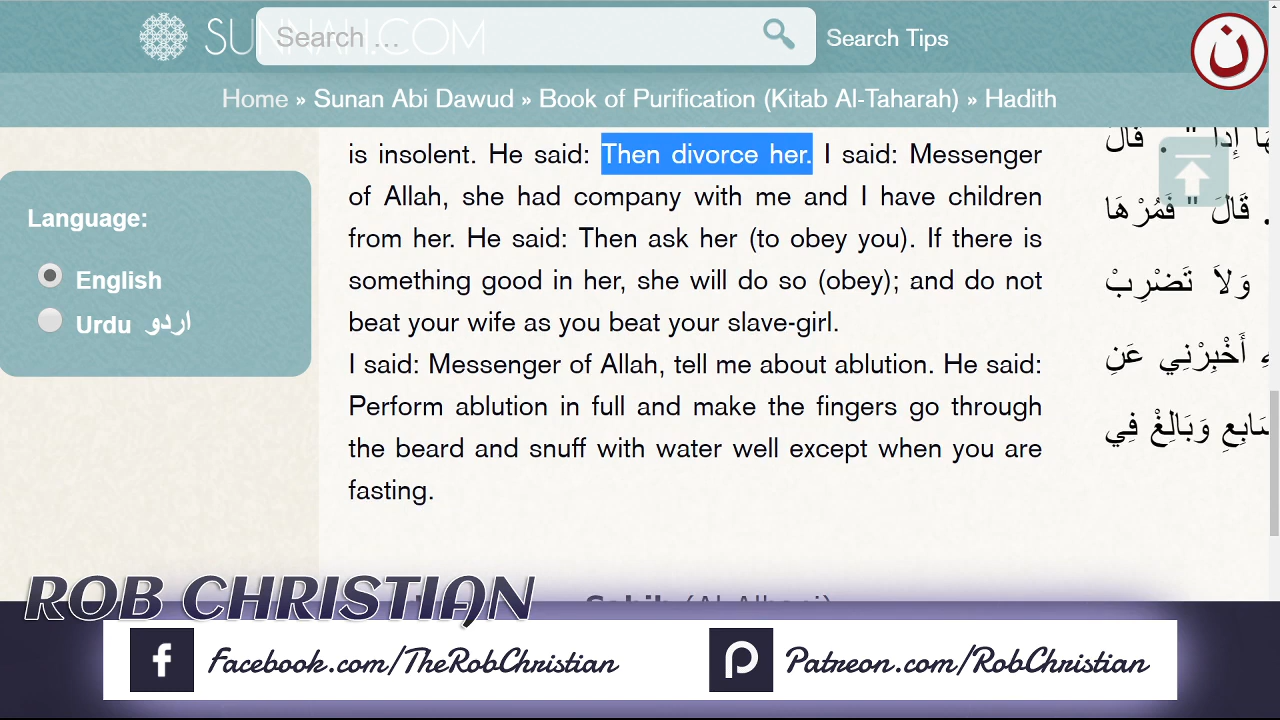 SUNNAH.COM
Search ...
Search Tips
ن
Home » Sunan Abi Dawud » Book of Purification (Kitab Al-Taharah) » Hadith
Language:
English
Urdu اردو
is insolent. He said: Then divorce her. I said: Messenger
of Allah, she had company with me and I have children
from her. He said: Then ask her (to obey you). If there is
something good in her, she will do so (obey); and do not
beat your wife as you beat your slave-girl.
I said: Messenger of Allah, tell me about ablution. He said:
Perform ablution in full and make the fingers go through
the beard and snuff with water well except when you are
fasting.
إِذًا " قَالَ
. قَالَ " فَمُرْهَا
وَلاَ تَضْرِبْ
أَخْبِرْنِي عَنِ
وَبَالِغْ فِي
Sahih (Al-Albani)
ROB CHRISTIAN
Facebook.com/TheRobChristian
Patreon.com/RobChristian